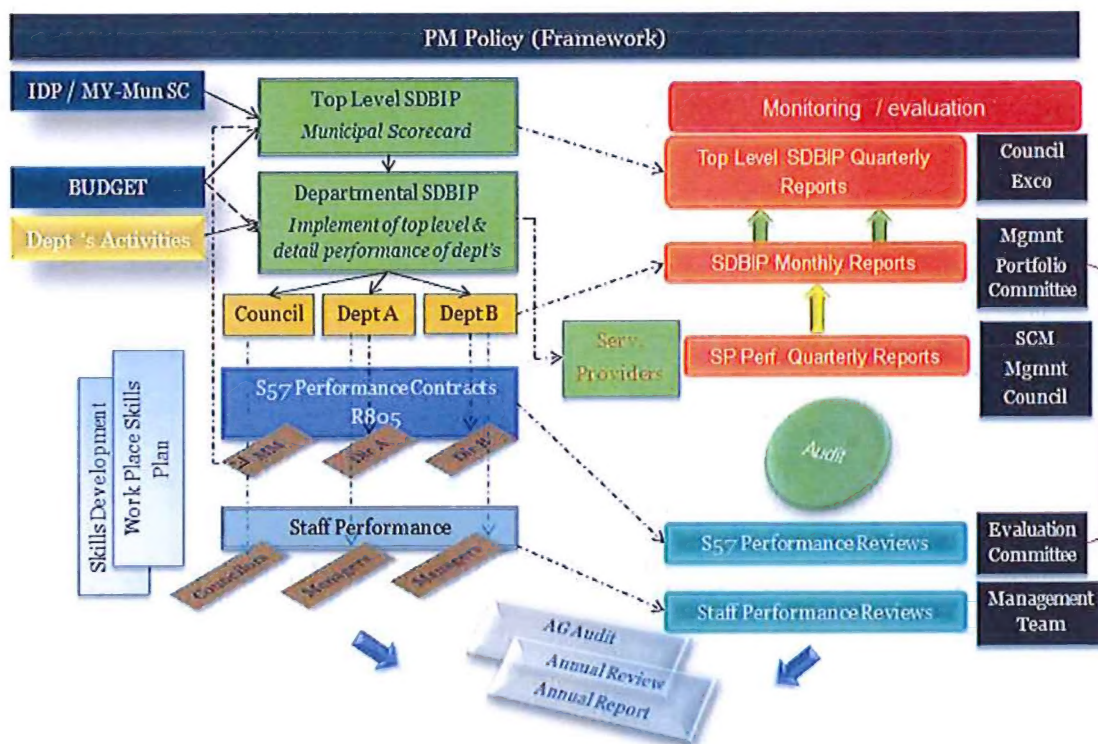 PM Policy (Framework)
IDP / MY-Mun SC
BUDGET
Dept 's Activities
Top Level SDBIP
Municipal Scorecard
Departmental SDBIP
Implement of top level &
detail performance of dept's
Council
Dept A
Dept B
Serv.
Providers
S57 Performance Contracts
R805
MM
Dir A
Dir B
Skills Development
Work Place Skills
Plan
Staff Performance
Councilors
Managers
Managers
Monitoring / evaluation
Top Level SDBIP Quarterly
Reports
Council
Exco
SDBIP Monthly Reports
Mgmnt
Portfolio
Committee
SP Perf. Quarterly Reports
SCM
Mgmnt
Council
Audit
S57 Performance Reviews
Evaluation
Committee
Staff Performance Reviews
Management
Team
AG Audit
Annual Review
Annual Report